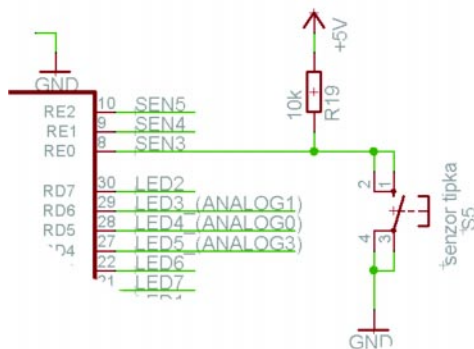 +5V
GND
10k
R19
RE2 10 SEN5
RE1 9 SEN4
RE0 8 SEN3
RD7 30 LED2
RD6 29 LED3_(ANALOG1)
RD5 28 LED4_(ANALOG0)
27 LED5_(ANALOG3)
22 LED6
LED7
2 1
4 3
senzor tipka
S5
GND